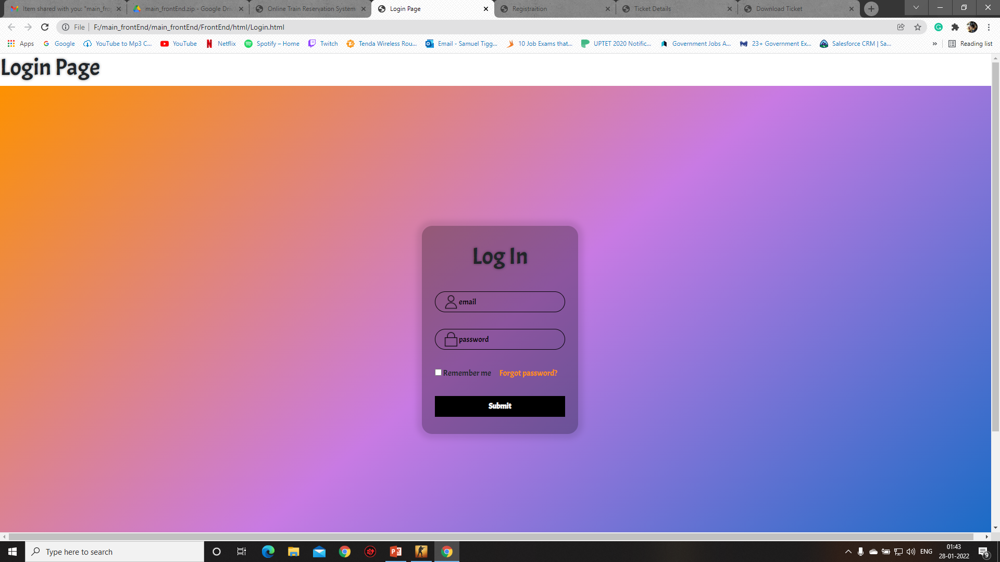 Item shared with you: "main_fro
main_frontEnd.zip - Google Driv
Online Train Reservation System
Login Page
Registraition
Ticket Details
Download Ticket
File
F:/main_frontEnd/main_frontEnd/FrontEnd/html/Login.html
Apps
Google
YouTube to Mp3 C...
YouTube
Netflix
Spotify – Home
Twitch
Tenda Wireless Rou...
Email - Samuel Tigg...
10 Job Exams that...
UPTET 2020 Notific...
Government Jobs A...
23+ Government Ex...
Salesforce CRM | Sa...
»
Reading list
Login Page
Log In
email
password
Remember me
Forgot password?
Submit
Type here to search
ENG
01:43
28-01-2022
9